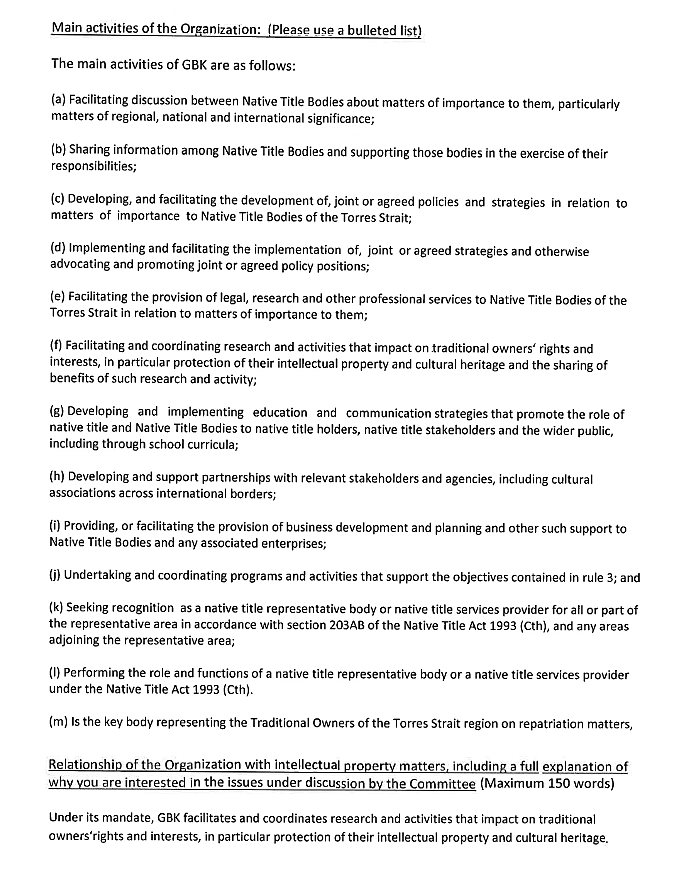 Main activities of the Organization: (Please use a bulleted list)
The main activities of GBK are as follows:
(a) Facilitating discussion between Native Title Bodies about matters of importance to them, particularly
matters of regional, national and international significance;
(b) Sharing information among Native Title Bodies and supporting those bodies in the exercise of their
responsibilities;
(c) Developing, and facilitating the development of, joint or agreed policies and strategies in relation to
matters of importance to Native Title Bodies of the Torres Strait;
(d) Implementing and facilitating the implementation of, joint or agreed strategies and otherwise
advocating and promoting joint or agreed policy positions;
(e) Facilitating the provision of legal, research and other professional services to Native Title Bodies of the
Torres Strait in relation to matters of importance to them;
(f) Facilitating and coordinating research and activities that impact on traditional owners' rights and
interests, in particular protection of their intellectual property and cultural heritage and the sharing of
benefits of such research and activity;
(g) Developing and implementing education and communication strategies that promote the role of
native title and Native Title Bodies to native title holders, native title stakeholders and the wider public,
including through school curricula;
(h) Developing and support partnerships with relevant stakeholders and agencies, including cultural
associations across international borders;
(i) Providing, or facilitating the provision of business development and planning and other such support to
Native Title Bodies and any associated enterprises;
(j) Undertaking and coordinating programs and activities that support the objectives contained in rule 3; and
(k) Seeking recognition as a native title representative body or native title services provider for all or part of
the representative area in accordance with section 203AB of the Native Title Act 1993 (Cth), and any areas
adjoining the representative area;
(l) Performing the role and functions of a native title representative body or a native title services provider
under the Native Title Act 1993 (Cth).
(m) Is the key body representing the Traditional Owners of the Torres Strait region on repatriation matters,
Relationship of the Organization with intellectual property matters, including a full explanation of
why you are interested in the issues under discussion by the Committee (Maximum 150 words)
Under its mandate, GBK facilitates and coordinates research and activities that impact on traditional
owners'rights and interests, in particular protection of their intellectual property and cultural heritage.